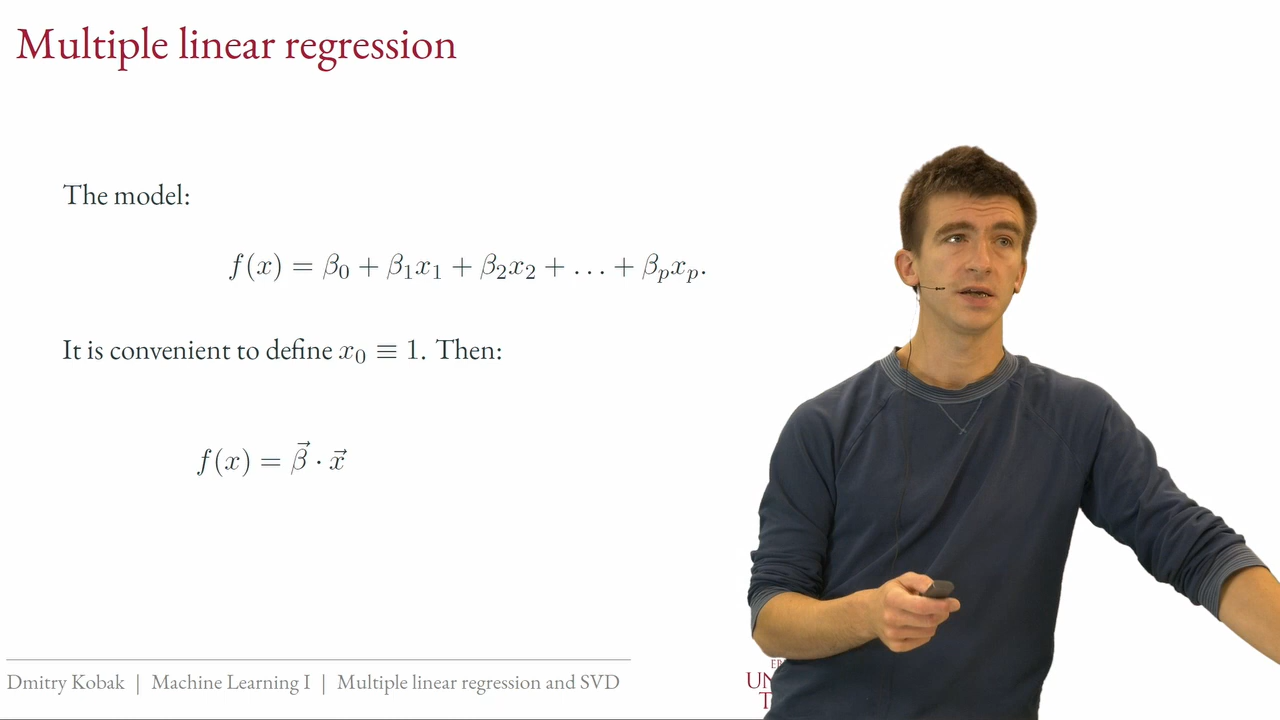 Multiple linear regression
The model:
f(x) = β₀ + β₁x₁ + β₂x₂ + … + βₚxₚ.
It is convenient to define x₀ ≡ 1. Then:
f(x) = β⃗ · x⃗
Dmitry Kobak | Machine Learning I | Multiple linear regression and SVD